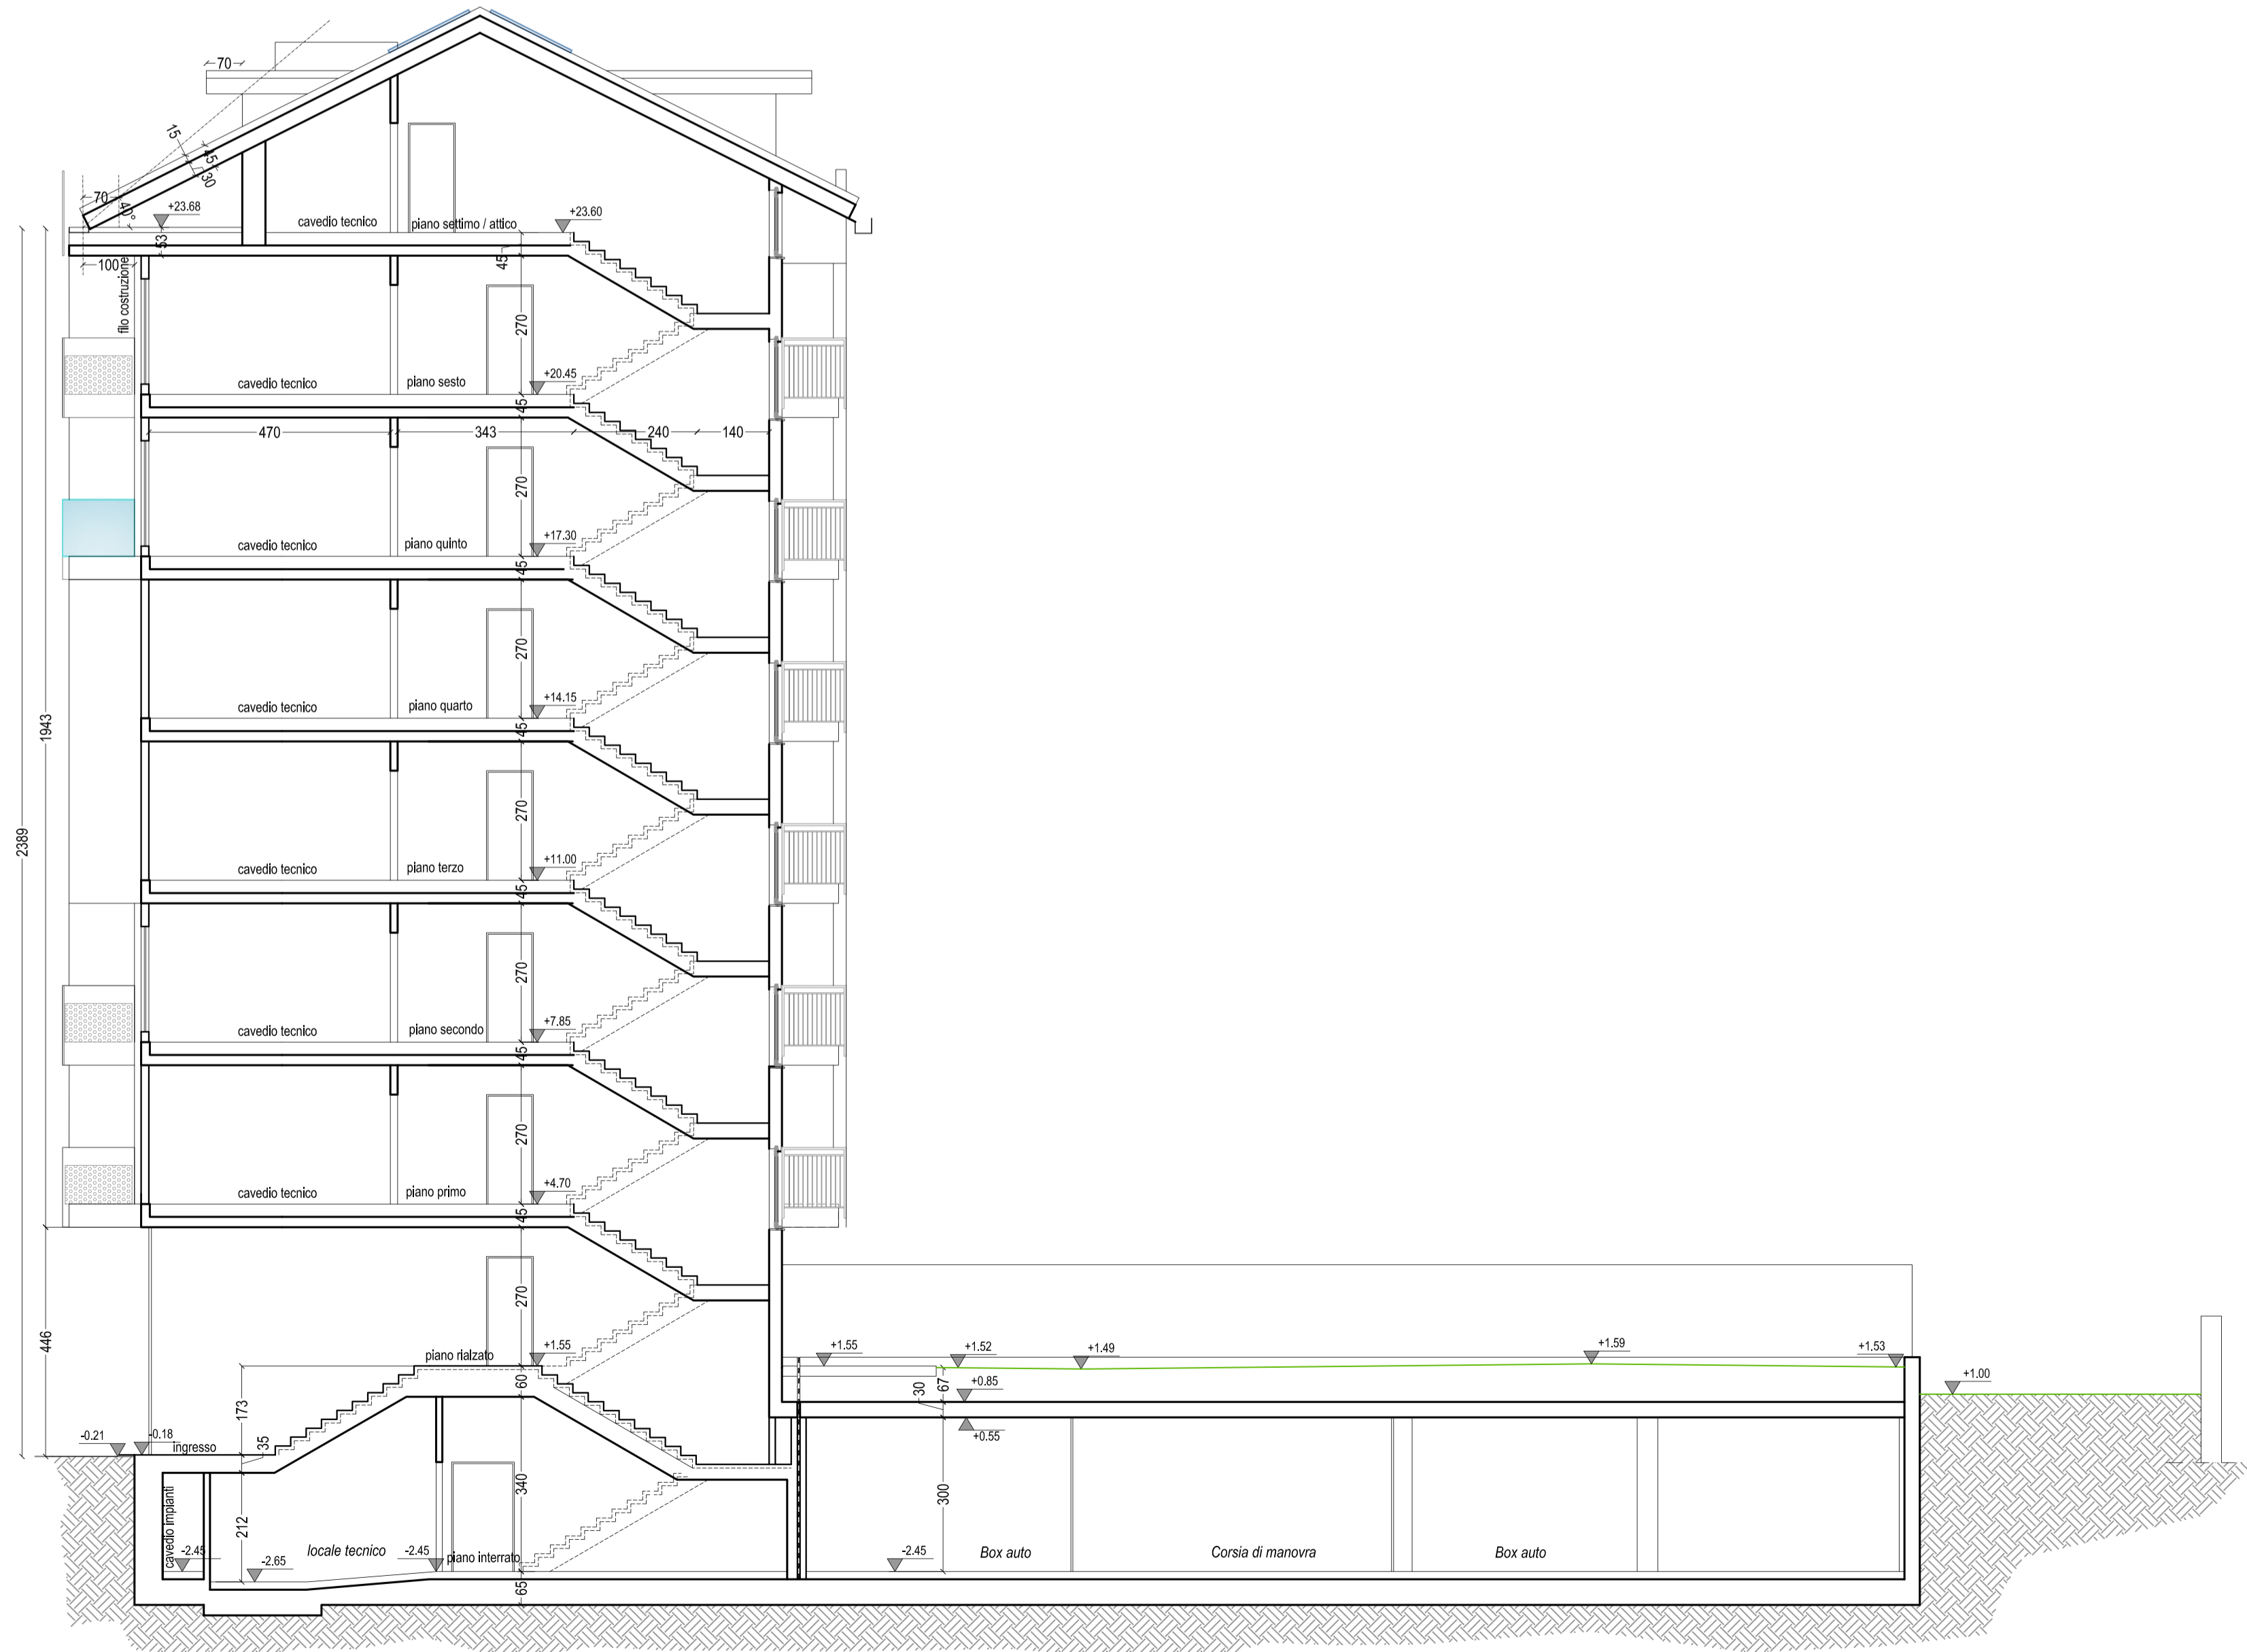 70
15
45
30
70
40°
+23.68
53
cavedio tecnico
piano settimo / attico
+23.60
45
100
filo costruzione
270
cavedio tecnico
piano sesto
+20.45
45
470
343
240
140
270
cavedio tecnico
piano quinto
+17.30
45
270
cavedio tecnico
piano quarto
+14.15
45
1943
2389
270
cavedio tecnico
piano terzo
+11.00
45
270
cavedio tecnico
piano secondo
+7.85
45
270
cavedio tecnico
piano primo
+4.70
45
270
446
piano rialzato
+1.55
60
173
-0.21
-0.18
ingresso
35
+1.55
+1.52
+1.49
+1.59
+1.53
+1.00
67
30
+0.85
+0.55
cavedio impianti
-2.45
212
-2.65
locale tecnico
-2.45
piano interrato
340
65
-2.45
300
Box auto
Corsia di manovra
Box auto